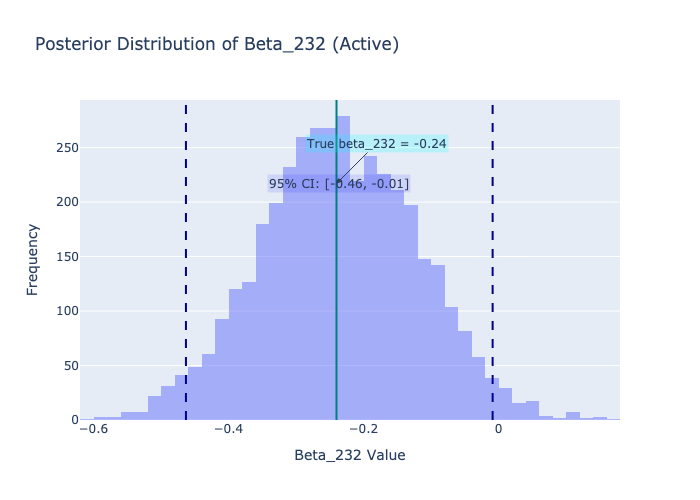 Posterior Distribution of Beta_232 (Active)
True beta_232 = -0.24
95% CI: [-0.46, -0.01]
Frequency
250
200
150
100
50
0
−0.6
−0.4
−0.2
0
Beta_232 Value